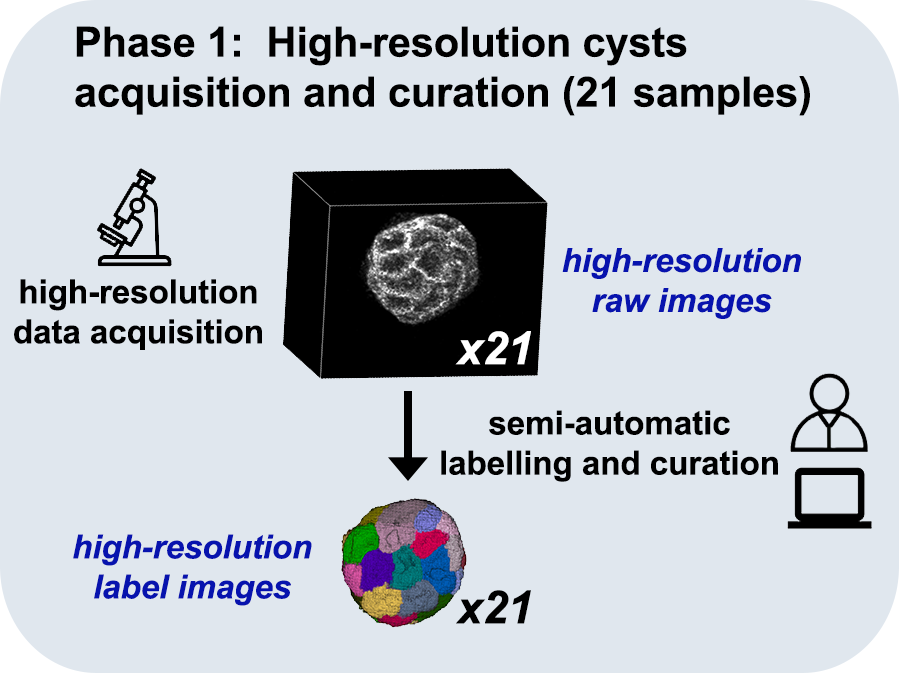 Phase 1:  High-resolution cysts
acquisition and curation (21 samples)
high-resolution
data acquisition
x21
high-resolution
raw images
semi-automatic
labelling and curation
high-resolution
label images
x21